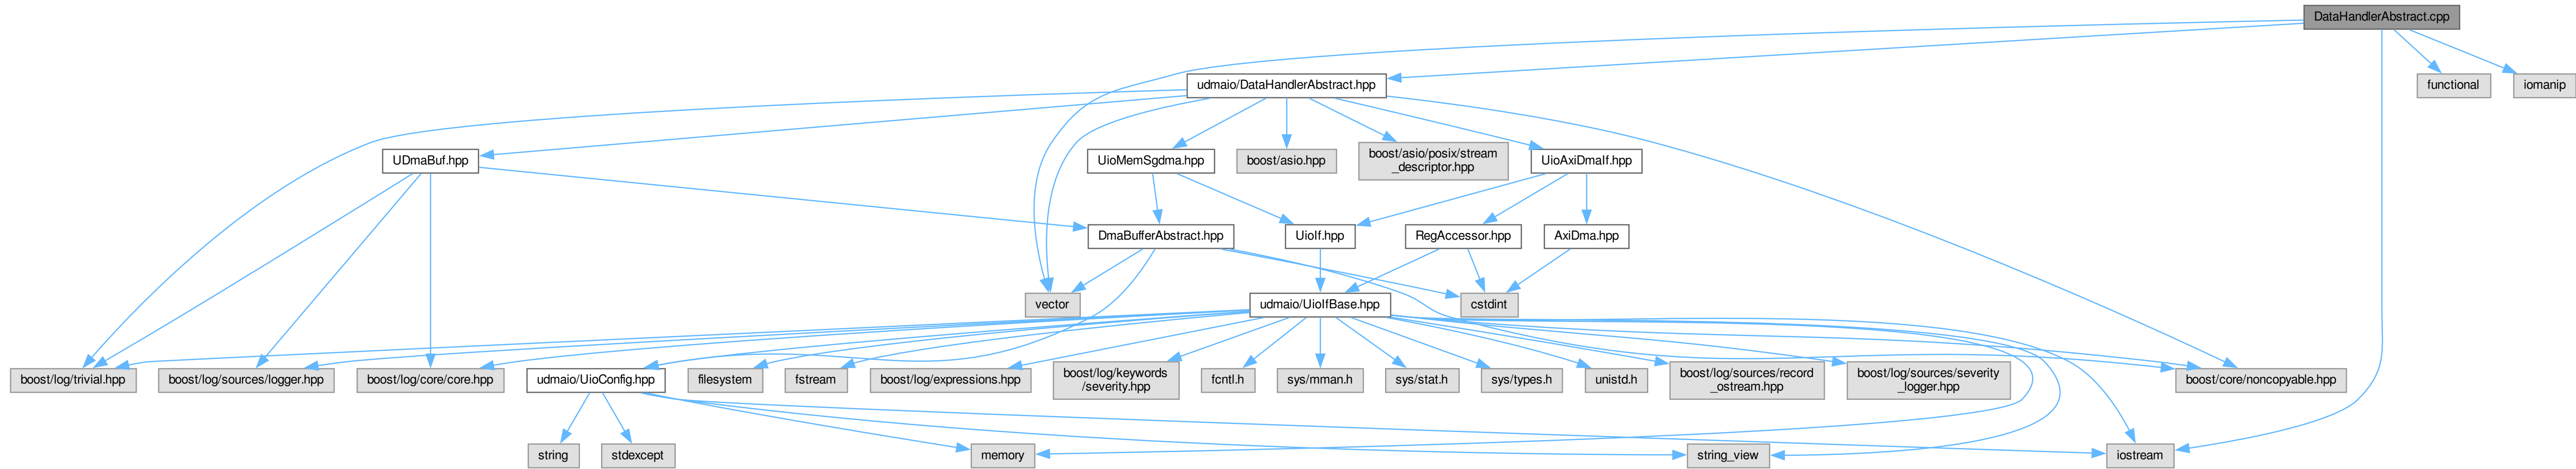 DataHandlerAbstract.cpp
udmaio/DataHandlerAbstract.hpp
functional
iomanip
UDmaBuf.hpp
UioMemSgdma.hpp
boost/asio.hpp
boost/asio/posix/stream
_descriptor.hpp
UioAxiDmaIf.hpp
DmaBufferAbstract.hpp
UioIf.hpp
RegAccessor.hpp
AxiDma.hpp
vector
udmaio/UioIfBase.hpp
cstdint
boost/log/trivial.hpp
boost/log/sources/logger.hpp
boost/log/core/core.hpp
udmaio/UioConfig.hpp
filesystem
fstream
boost/log/expressions.hpp
boost/log/keywords
/severity.hpp
fcntl.h
sys/mman.h
sys/stat.h
sys/types.h
unistd.h
boost/log/sources/record
_ostream.hpp
boost/log/sources/severity
_logger.hpp
boost/core/noncopyable.hpp
string
stdexcept
memory
string_view
iostream